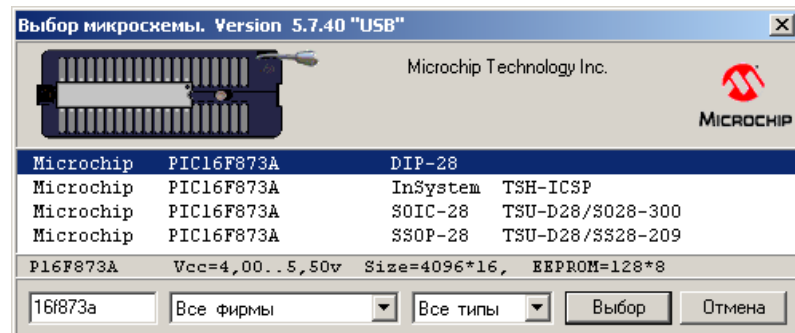 Выбор микросхемы. Version 5.7.40 "USB"
Microchip Technology Inc.
MICROCHIP
Microchip PIC16F873A DIP-28
Microchip PIC16F873A InSystem TSH-ICSP
Microchip PIC16F873A SOIC-28 TSU-D28/SO28-300
Microchip PIC16F873A SSOP-28 TSU-D28/SS28-209
P16F873A Vcc=4,00..5,50v Size=4096*16, EEPROM=128*8
16f873a Все фирмы Все типы Выбор Отмена